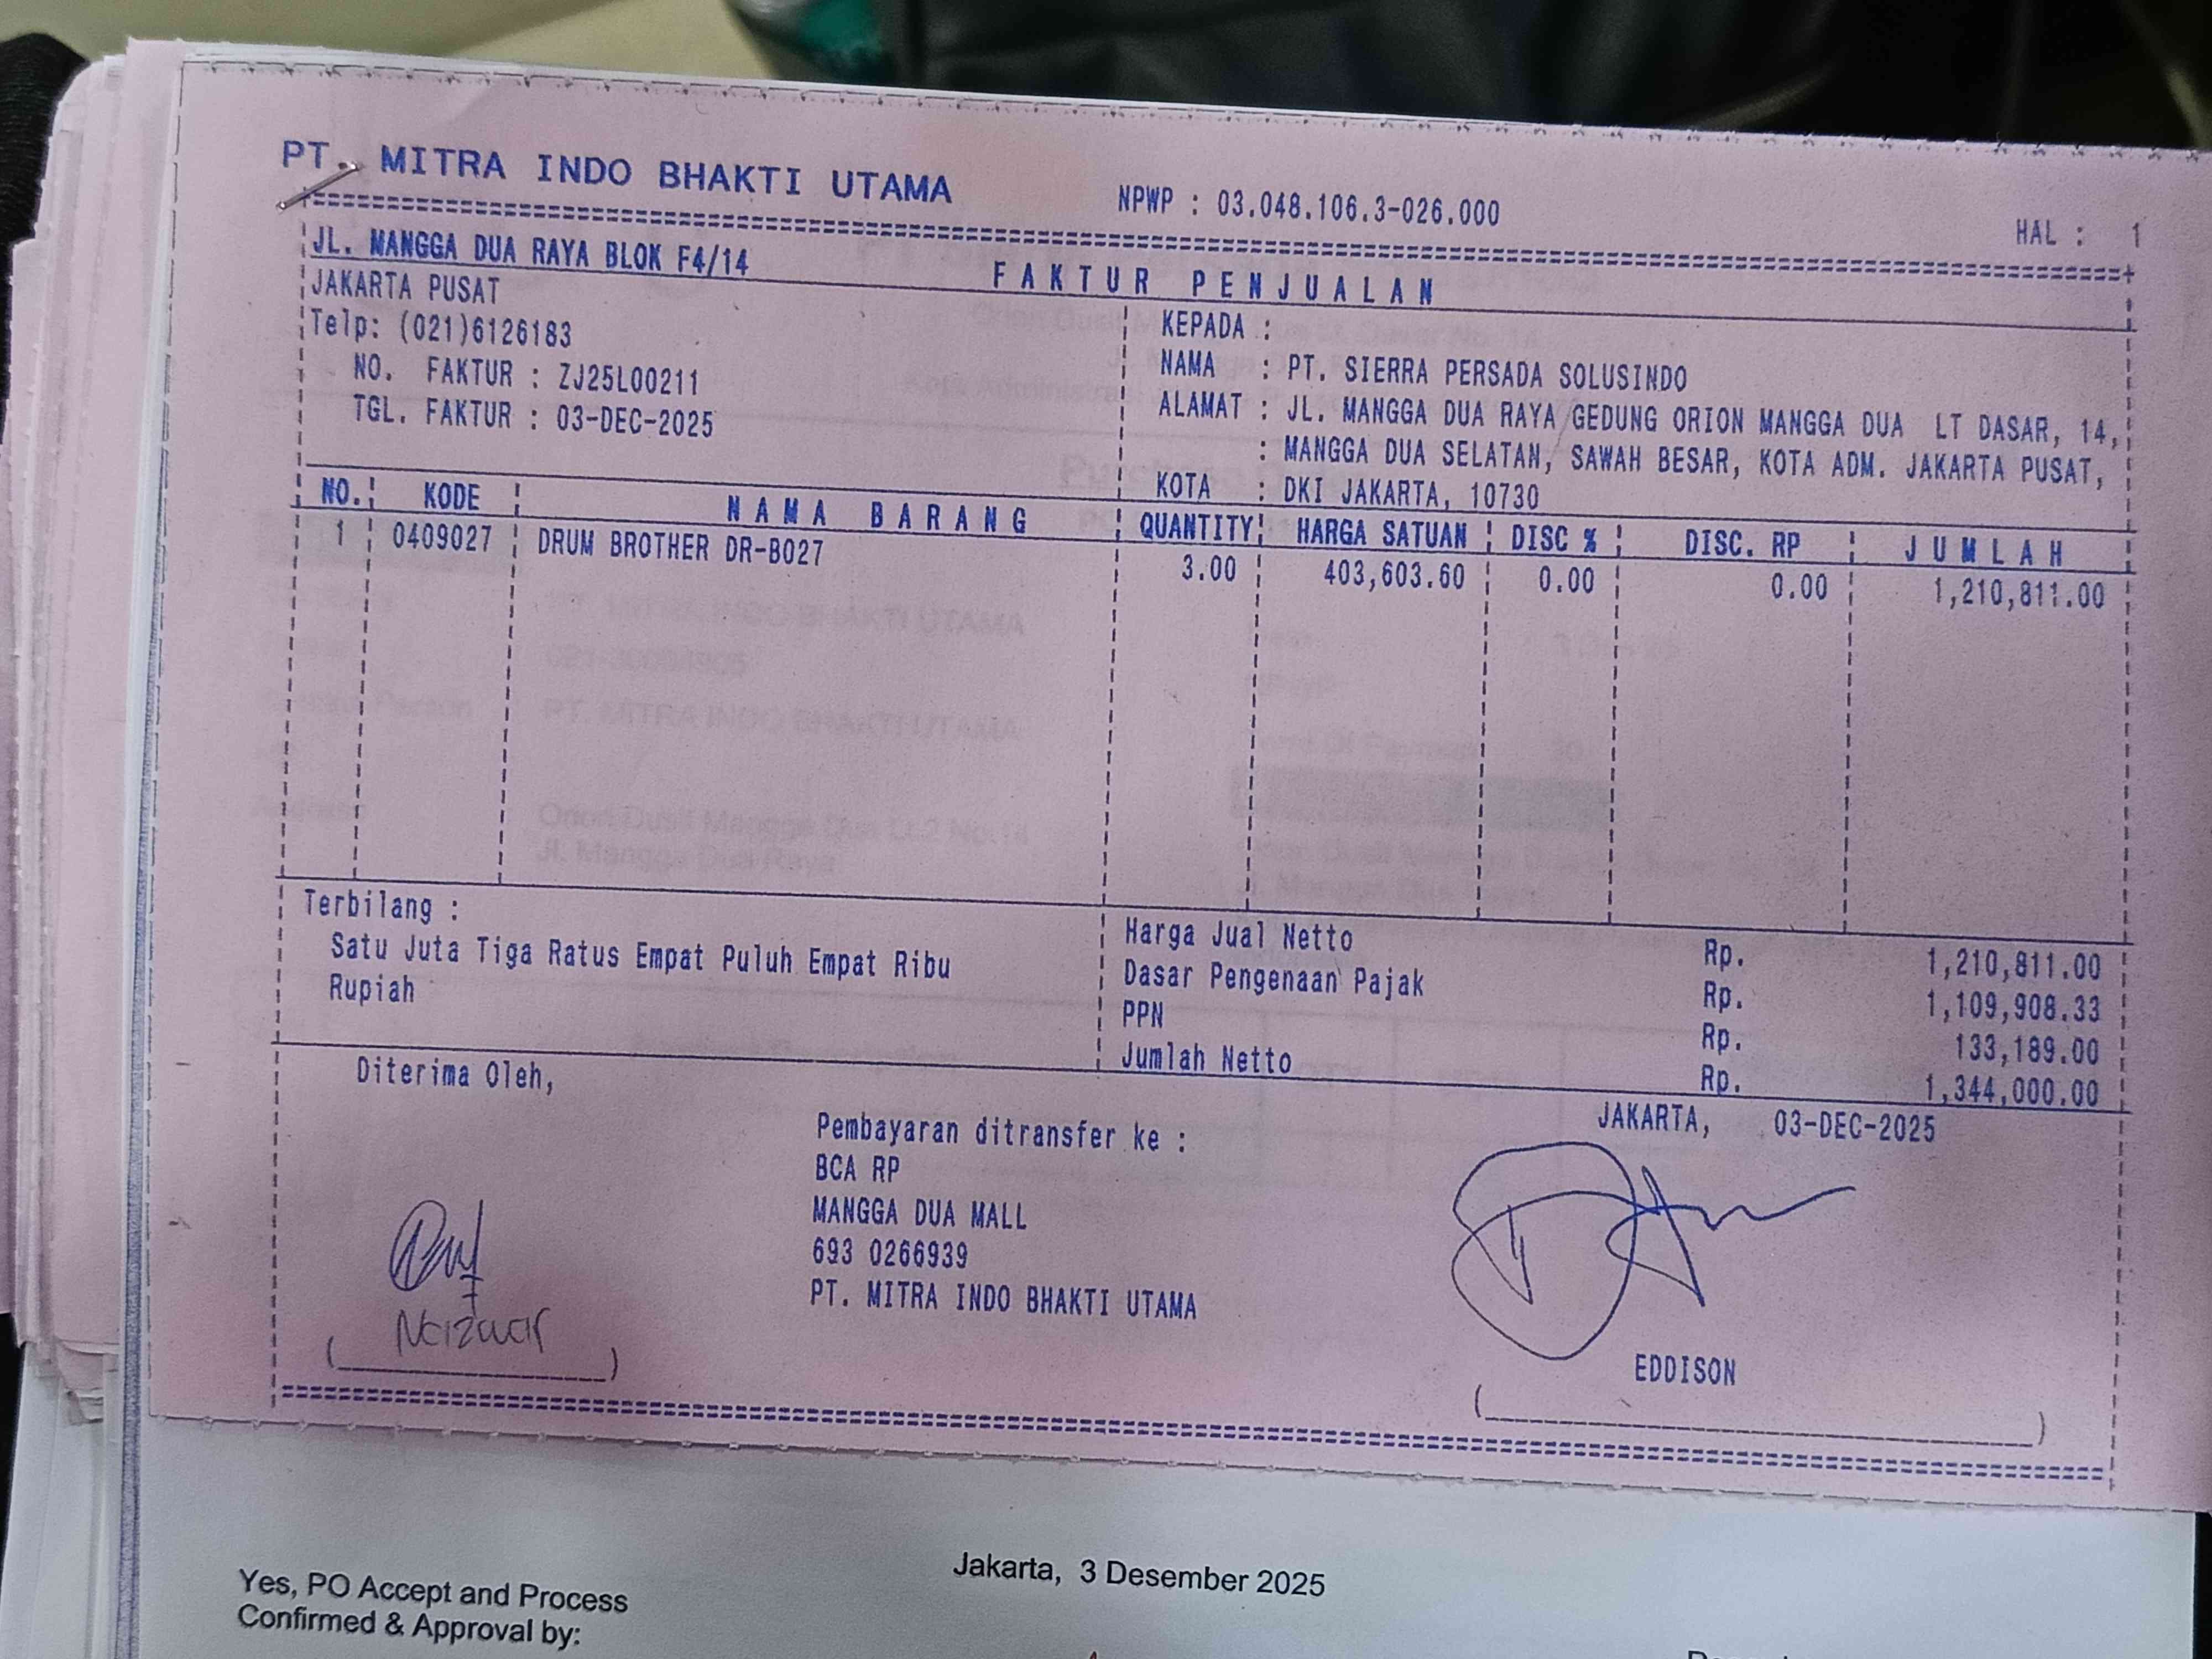 PT. MITRA INDO BHAKTI UTAMA
NPWP : 03.048.106.3-026.000
HAL : 1
JL. MANGGA DUA RAYA BLOK F4/14
JAKARTA PUSAT
Telp: (021)6126183
NO. FAKTUR : ZJ25L00211
TGL. FAKTUR : 03-DEC-2025
FAKTUR PENJUALAN
KEPADA :
NAMA : PT. SIERRA PERSADA SOLUSINDO
ALAMAT : JL. MANGGA DUA RAYA GEDUNG ORION MANGGA DUA LT DASAR, 14,
: MANGGA DUA SELATAN, SAWAH BESAR, KOTA ADM. JAKARTA PUSAT,
KOTA : DKI JAKARTA, 10730
NO. KODE NAMA BARANG QUANTITY HARGA SATUAN DISC % DISC. RP JUMLAH
1 0409027 DRUM BROTHER DR-B027 3.00 403,603.60 0.00 0.00 1,210,811.00
Terbilang :
Satu Juta Tiga Ratus Empat Puluh Empat Ribu
Rupiah
Harga Jual Netto Rp. 1,210,811.00
Dasar Pengenaan Pajak Rp. 1,109,908.33
PPN Rp. 133,189.00
Jumlah Netto Rp. 1,344,000.00
Diterima Oleh,
Pembayaran ditransfer ke :
BCA RP
MANGGA DUA MALL
693 0266939
PT. MITRA INDO BHAKTI UTAMA
JAKARTA, 03-DEC-2025
EDDISON
Jakarta, 3 Desember 2025
Yes, PO Accept and Process
Confirmed & Approval by: